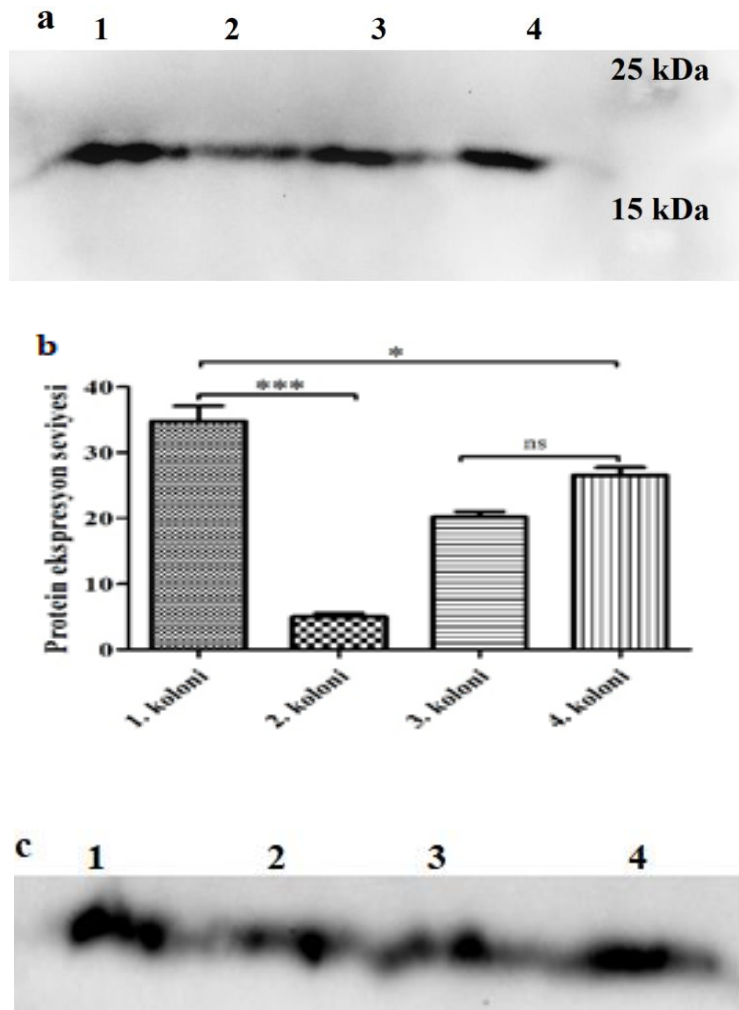 a
1 2 3 4
25 kDa
15 kDa
b
*
***
ns
Protein ekspresyon seviyesi
40
30
20
10
0
1. koloni
2. koloni
3. koloni
4. koloni
c
1 2 3 4